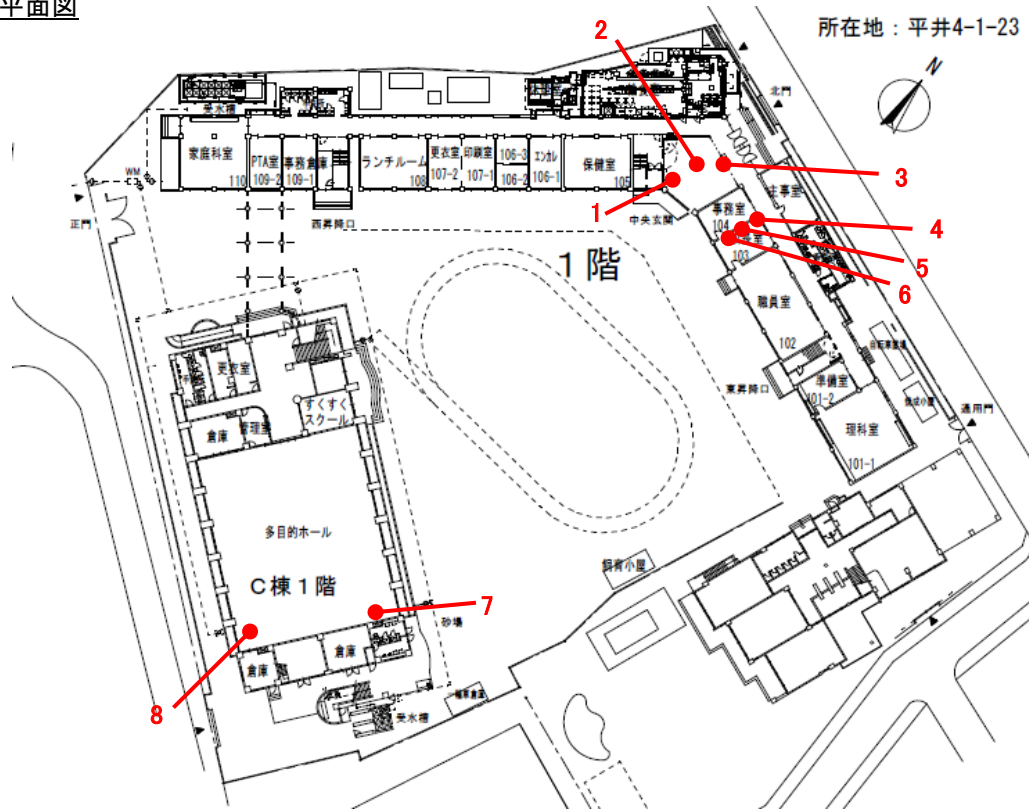 平面図
所在地：平井4-1-23
N
2
北門
受水槽
家庭科室
110
PTA室
109-2
事務倉庫
109-1
ランチルーム
108
更衣室
107-2
印刷室
107-1
106-3
106-2
エンカレ
106-1
保健室
105
3
主事室
WM
正門
西昇降口
1
中央玄関
事務室
104
4
5
6
103
1階
職員室
102
自転車置場
更衣室
東昇降口
準備室
101-2
通用門
すくすく
スクール
倉庫
管理室
理科室
101-1
多目的ホール
飼育小屋
C棟1階
7
砂場
倉庫
倉庫
8
受水槽